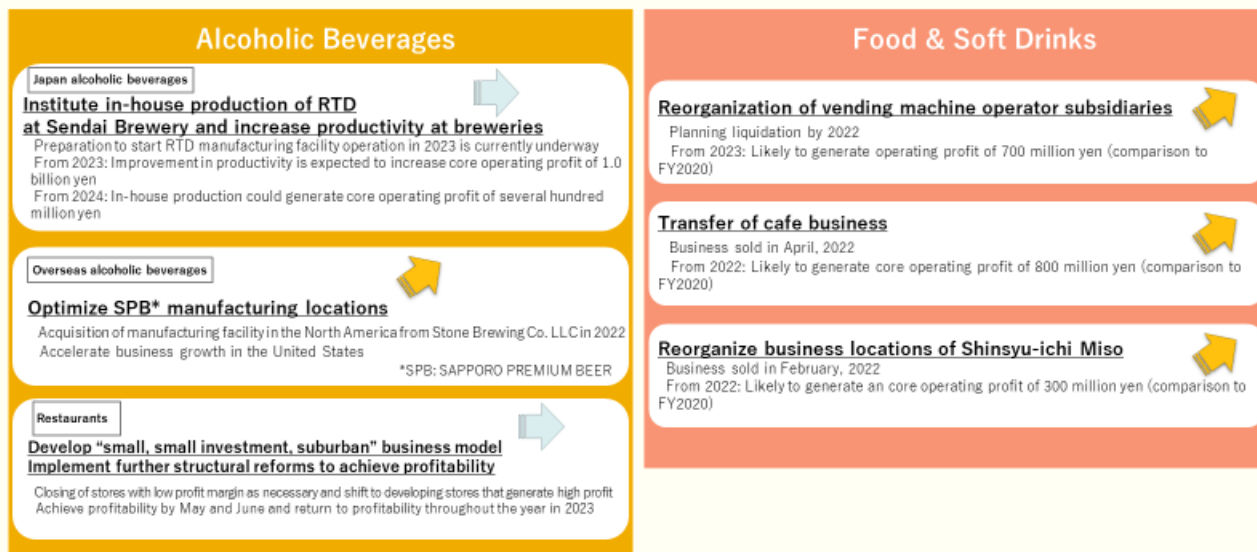 Alcoholic Beverages
Japan alcoholic beverages
Institute in-house production of RTD
at Sendai Brewery and increase productivity at breweries
Preparation to start RTD manufacturing facility operation in 2023 is currently underway
From 2023: Improvement in productivity is expected to increase core operating profit of 1.0
billion yen
From 2024: In-house production could generate core operating profit of several hundred
million yen
Overseas alcoholic beverages
Optimize SPB* manufacturing locations
Acquisition of manufacturing facility in the North America from Stone Brewing Co. LLC in 2022
Accelerate business growth in the United States
*SPB: SAPPORO PREMIUM BEER
Restaurants
Develop “small, small investment, suburban” business model
Implement further structural reforms to achieve profitability
Closing of stores with low profit margin as necessary and shift to developing stores that generate high profit
Achieve profitability by May and June and return to profitability throughout the year in 2023
Food & Soft Drinks
Reorganization of vending machine operator subsidiaries
Planning liquidation by 2022
From 2023: Likely to generate operating profit of 700 million yen (comparison to
FY2020)
Transfer of cafe business
Business sold in April, 2022
From 2022: Likely to generate core operating profit of 800 million yen (comparison to
FY2020)
Reorganize business locations of Shinsyu-ichi Miso
Business sold in February, 2022
From 2022: Likely to generate an core operating profit of 300 million yen (comparison to
FY2020)